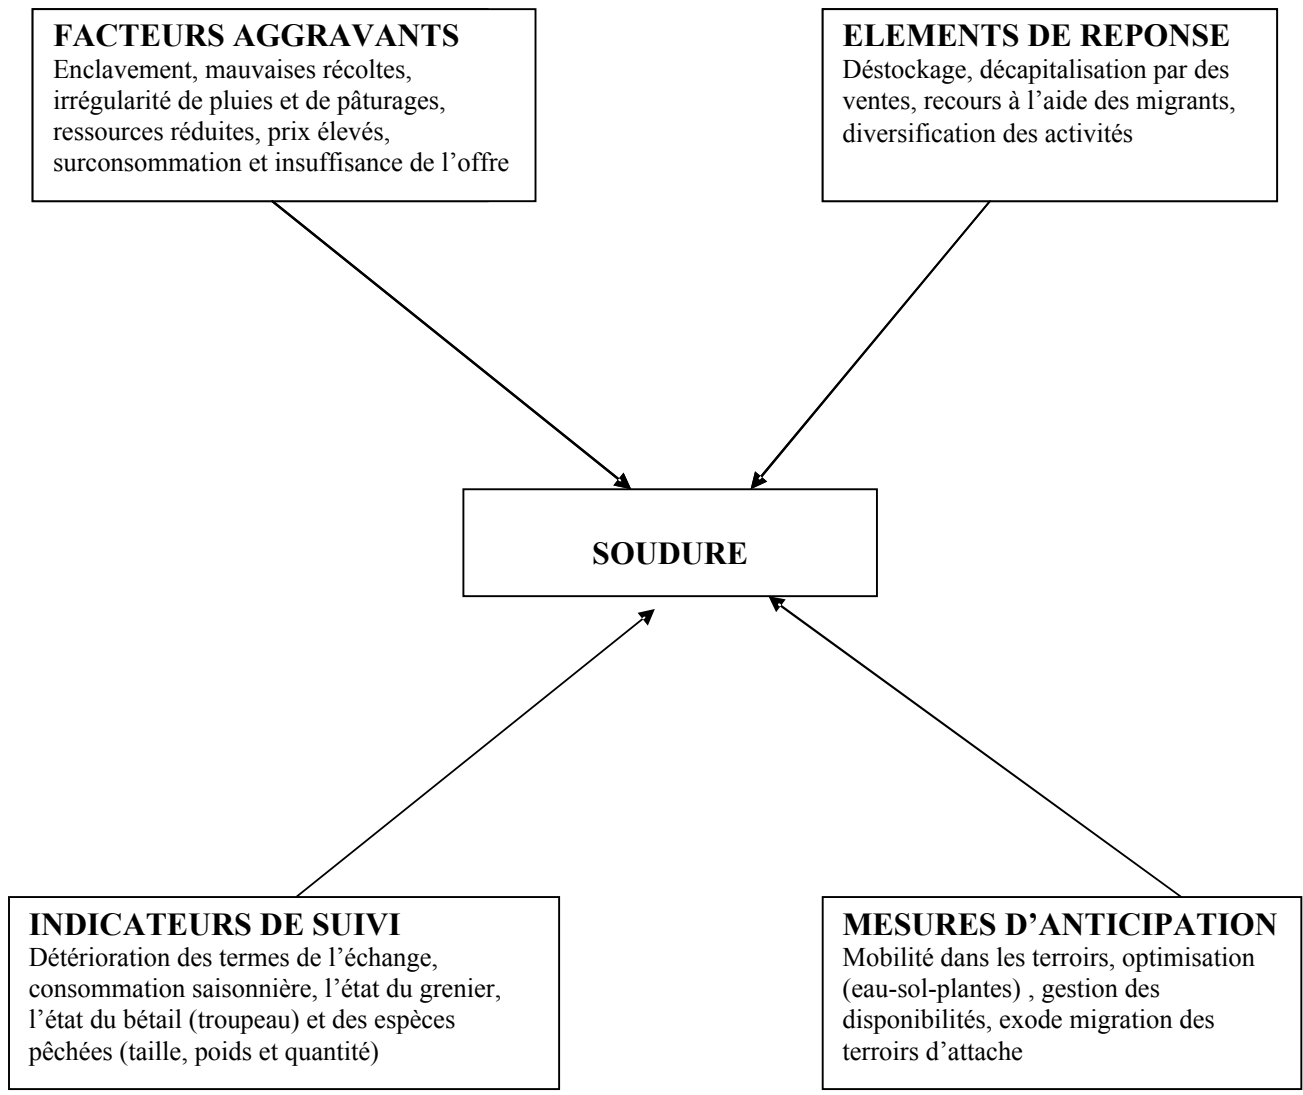 FACTEURS AGGRAVANTS
Enclavement, mauvaises récoltes,
irrégularité de pluies et de pâturages,
ressources réduites, prix élevés,
surconsommation et insuffisance de l’offre
ELEMENTS DE REPONSE
Déstockage, décapitalisation par des
ventes, recours à l’aide des migrants,
diversification des activités
SOUDURE
INDICATEURS DE SUIVI
Détérioration des termes de l’échange,
consommation saisonnière, l’état du grenier,
l’état du bétail (troupeau) et des espèces
pêchées (taille, poids et quantité)
MESURES D’ANTICIPATION
Mobilité dans les terroirs, optimisation
(eau-sol-plantes) , gestion des
disponibilités, exode migration des
terroirs d’attache